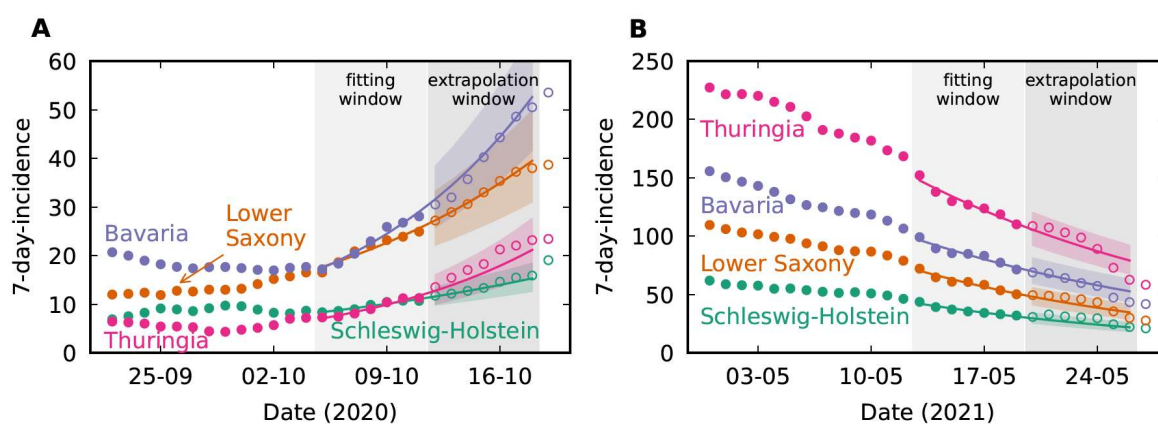 A
60
50
40
30
20
10
0
7-day-incidence
fitting
window
extrapolation
window
Bavaria
Lower
Saxony
Schleswig-Holstein
Thuringia
25-09
02-10
09-10
16-10
Date (2020)
B
250
200
150
100
50
0
7-day-incidence
fitting
window
extrapolation
window
Thuringia
Bavaria
Lower Saxony
Schleswig-Holstein
03-05
10-05
17-05
24-05
Date (2021)